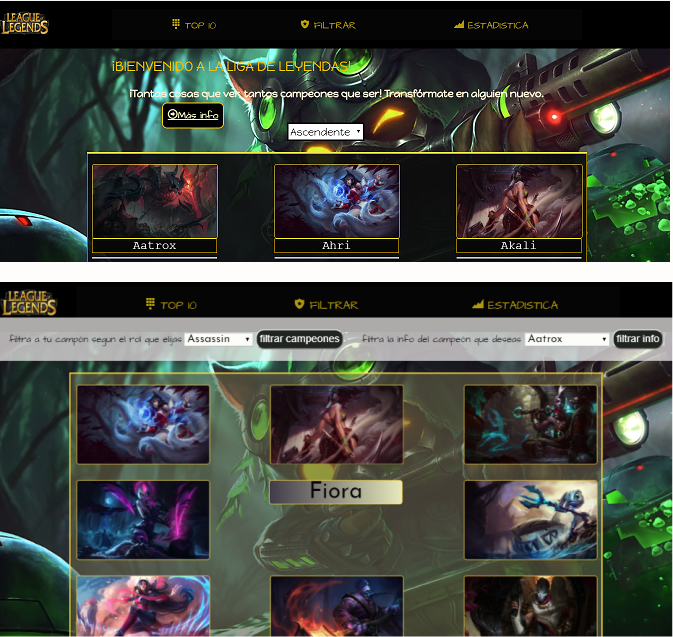 LEAGUE of LEGENDS
TOP 10 FILTRAR ESTADISTICA
¡BIENVENIDO A LA LIGA DE LEYENDAS!
¡Tantas cosas que ver, tantos campeones que ser! Transfórmate en alguien nuevo.
Más info
Ascendente
Aatrox Ahri Akali
LEAGUE of LEGENDS
TOP 10 FILTRAR ESTADISTICA
filtra a tu campón segun el rol que elijas Assassin filtrar campeones filtra la info del campeón que deseas Aatrox filtrar info
Fiora